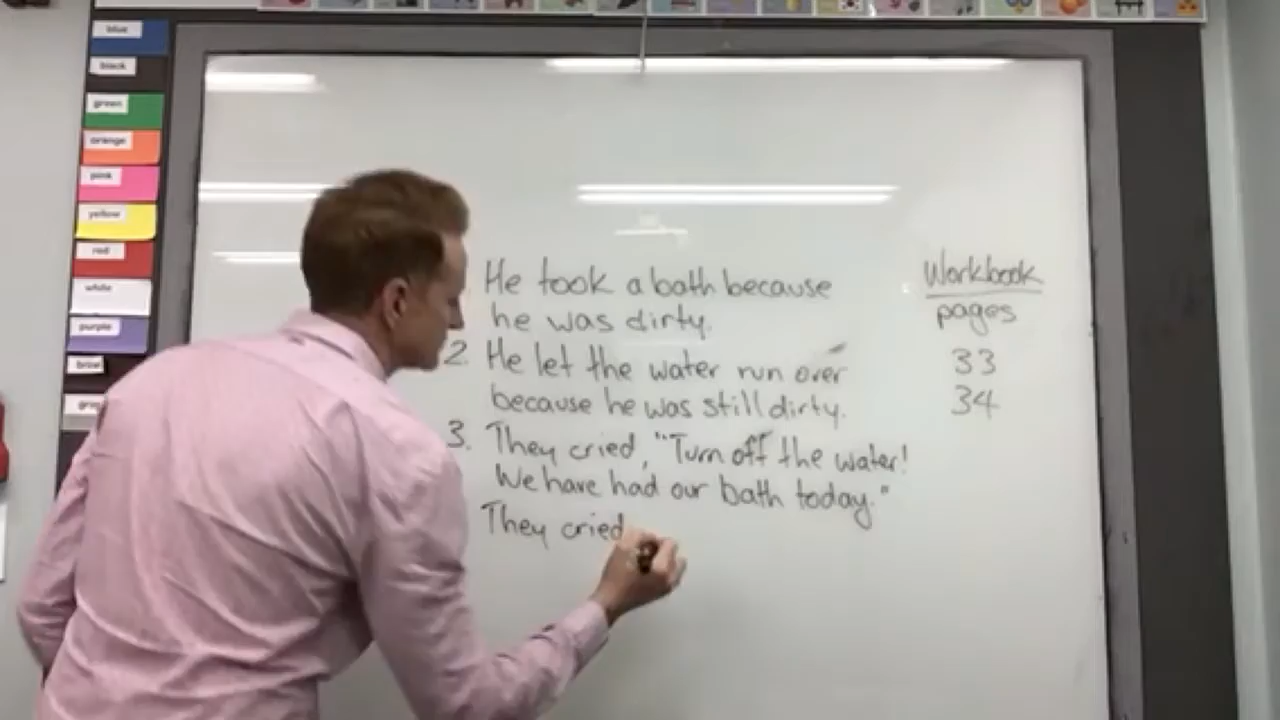 blue
black
green
orange
pink
yellow
red
white
purple
brow
He took a bath because
he was dirty.
2. He let the water run over
because he was still dirty.
3. They cried, "Turn off the water!
We have had our bath today."
They cried
Workbook
pages
33
34